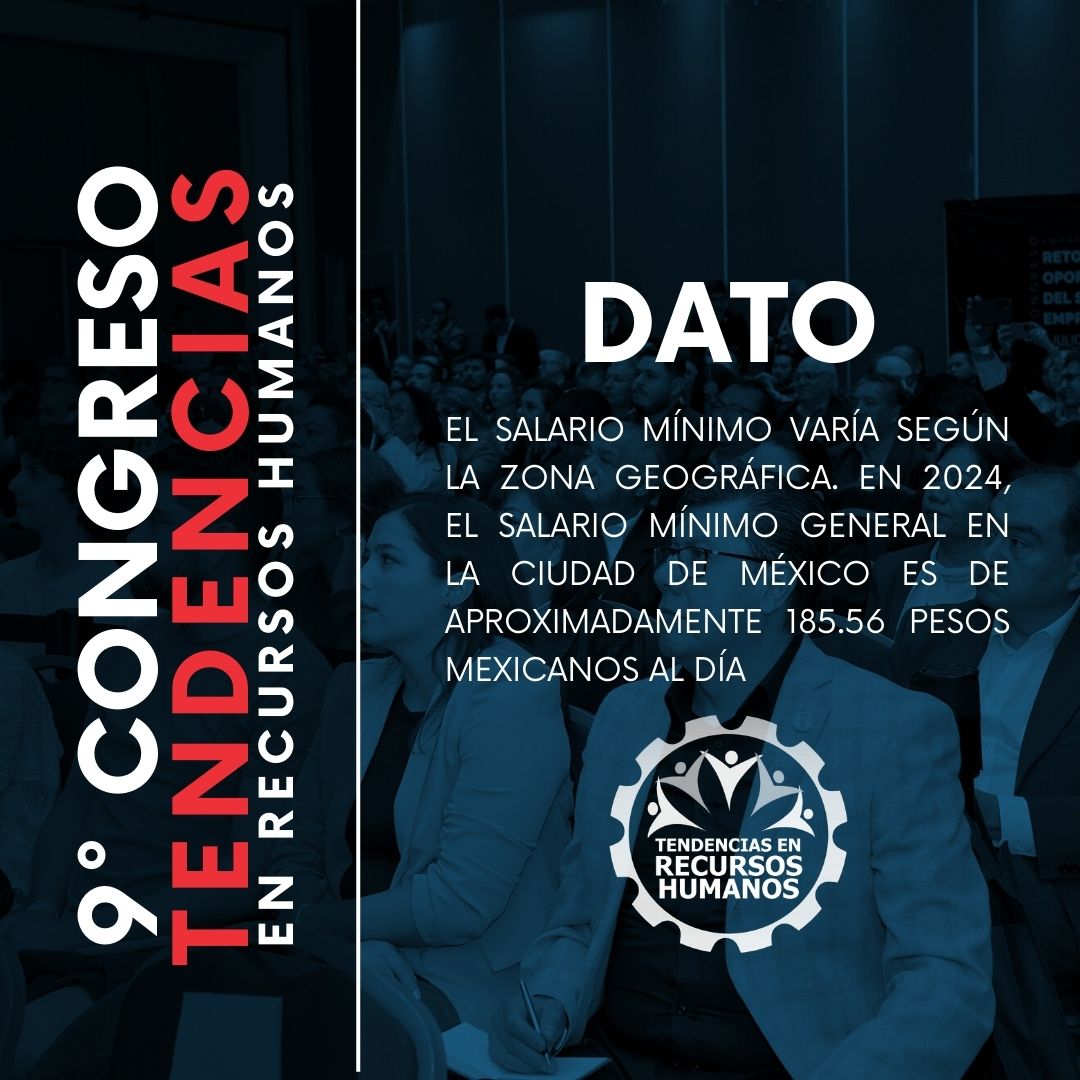 9° CONGRESO
TENDENCIAS
EN RECURSOS HUMANOS
DATO
EL SALARIO MÍNIMO VARÍA SEGÚN
LA ZONA GEOGRÁFICA. EN 2024,
EL SALARIO MÍNIMO GENERAL EN
LA CIUDAD DE MÉXICO ES DE
APROXIMADAMENTE 185.56 PESOS
MEXICANOS AL DÍA
TENDENCIAS EN
RECURSOS
HUMANOS